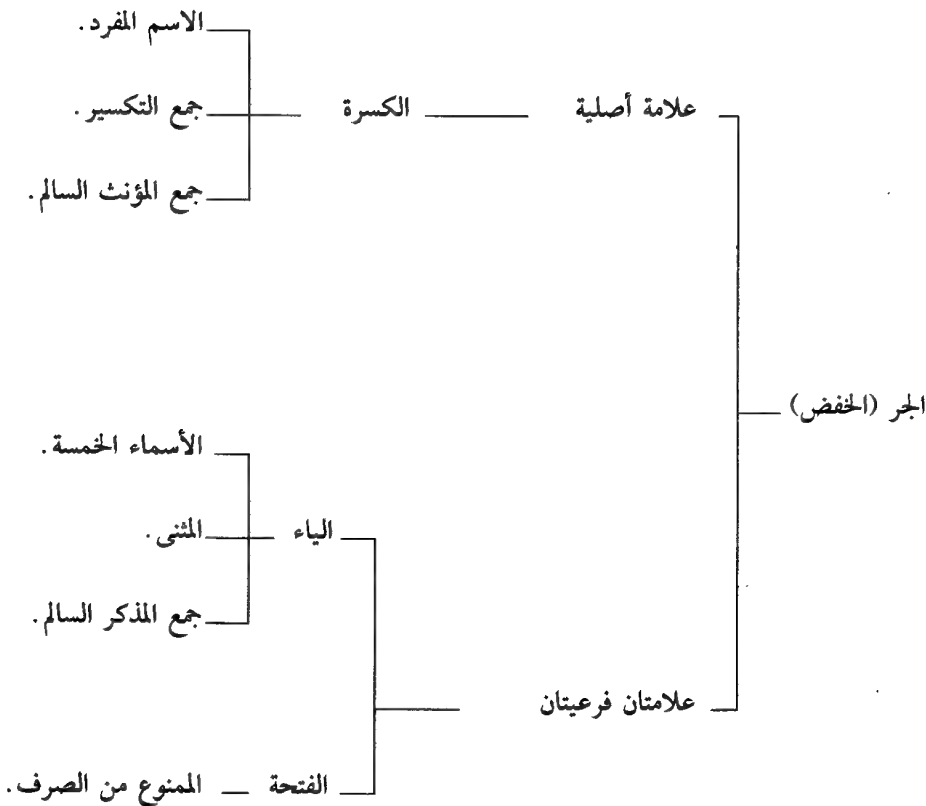 الاسم المفرد.
علامة أصلية الكسرة جمع التكسير.
جمع المؤنث السالم.
الجر (الخفض)
الأسماء الخمسة.
الياء المثنى.
جمع المذكر السالم.
علامتان فرعيتان
الفتحة الممنوع من الصرف.